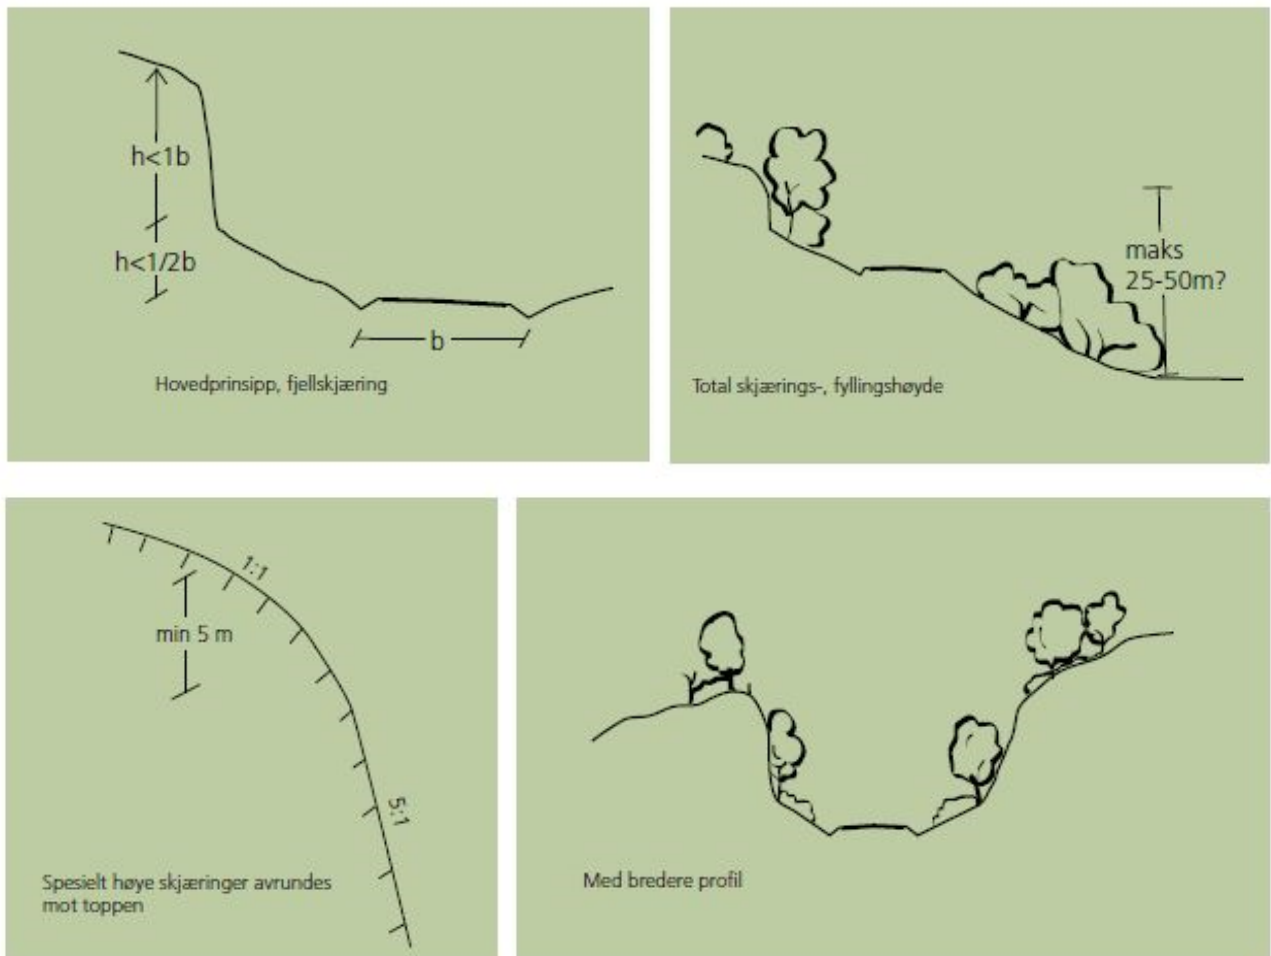 h<1b
h<1/2b
b
Hovedprinsipp, fjellskjæring
maks
25-50m?
Total skjærings-, fyllingshøyde
1:1
min 5 m
5:1
Spesielt høye skjæringer avrundes
mot toppen
Med bredere profil